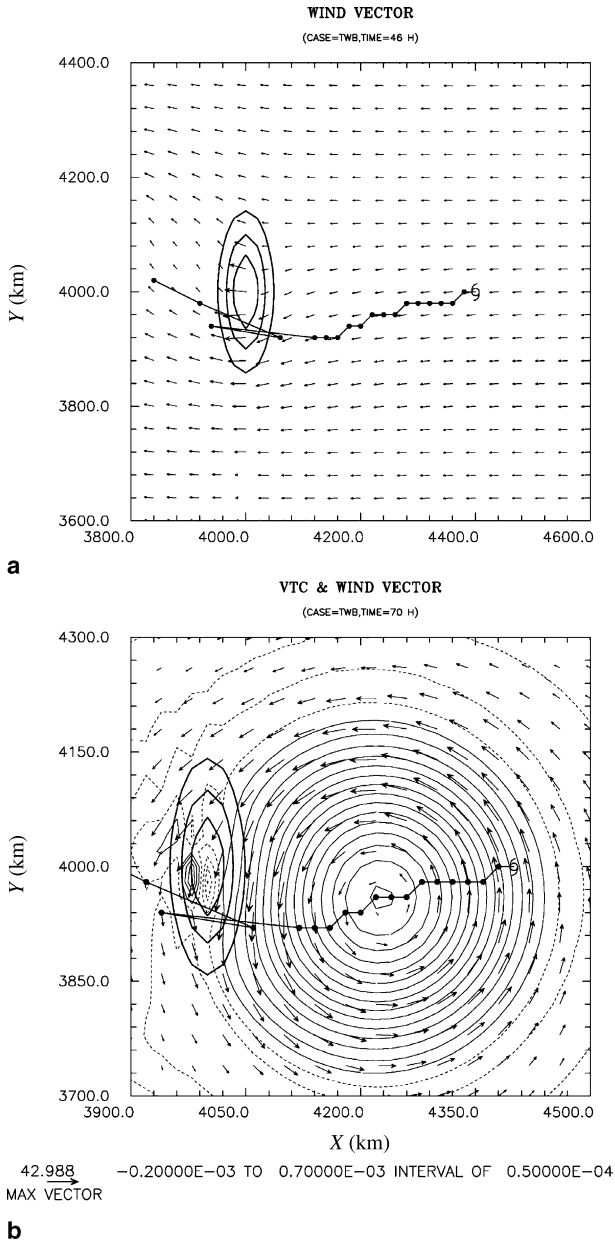 WIND VECTOR
(CASE=TWB,TIME=46 H)
4400.0
4200.0
4000.0
3800.0
3600.0
Y (km)
3800.0 4000.0 4200.0 4400.0 4600.0
a
VTC & WIND VECTOR
(CASE=TWB,TIME=70 H)
4300.0
4150.0
4000.0
3850.0
3700.0
Y (km)
3900.0 4050.0 4200.0 4350.0 4500.0
X (km)
42.988 -0.20000E-03 TO 0.70000E-03 INTERVAL OF 0.50000E-04
MAX VECTOR
b